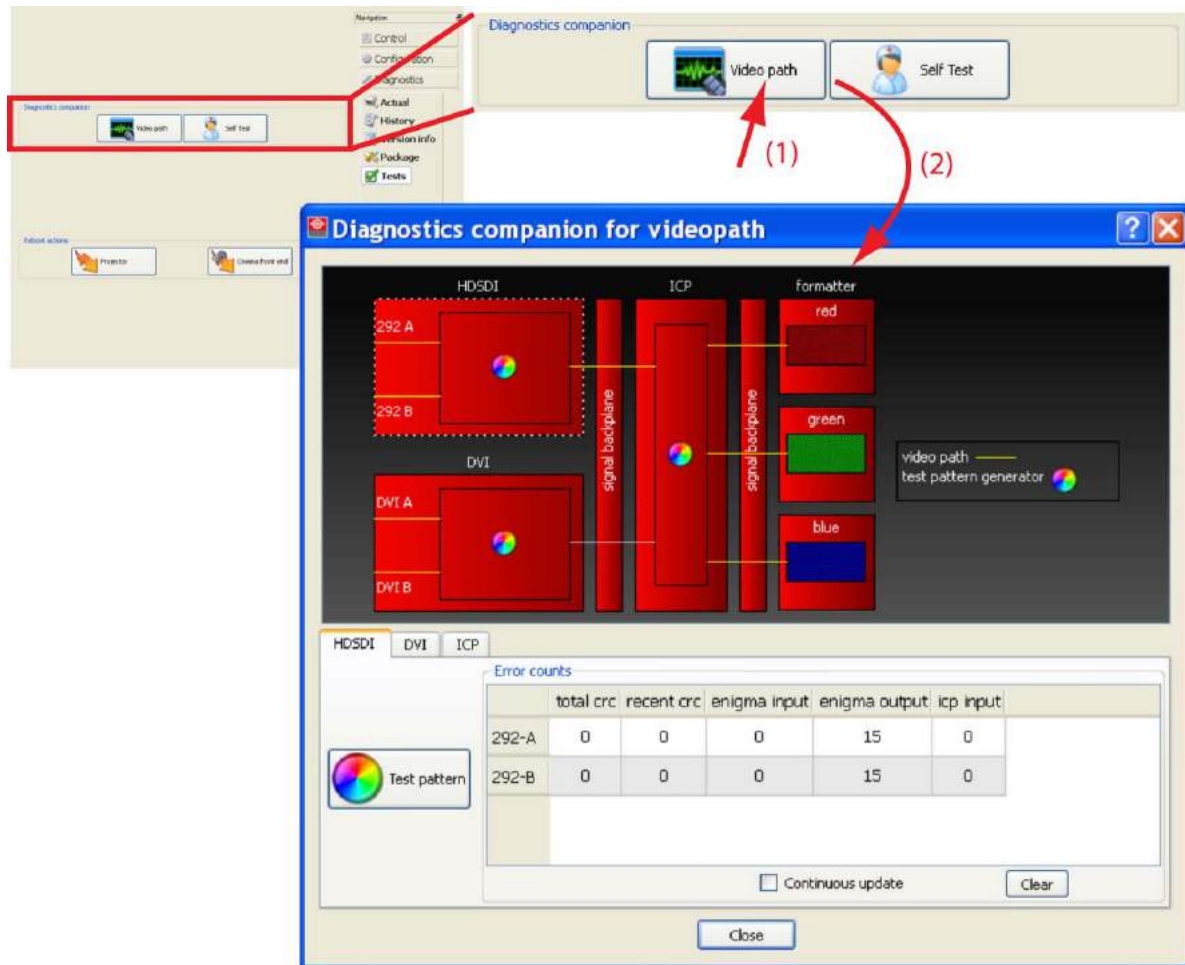 Navigation
Control
Configuration
Diagnostics
Actual
History
Version info
Package
Tests
Diagnostics companion
Video path
Self Test
Reboot actions
Projector
Cinema front end
Diagnostics companion
Video path
Self Test
(1)
(2)
Diagnostics companion for videopath
HDSDI
ICP
formatter
292 A
292 B
signal backplane
signal backplane
red
green
blue
DVI
DVI A
DVI B
video path
test pattern generator
HDSDI DVI ICP
Test pattern
Error counts
total crc recent crc enigma input enigma output icp input
292-A 0 0 0 15 0
292-B 0 0 0 15 0
Continuous update
Clear
Close